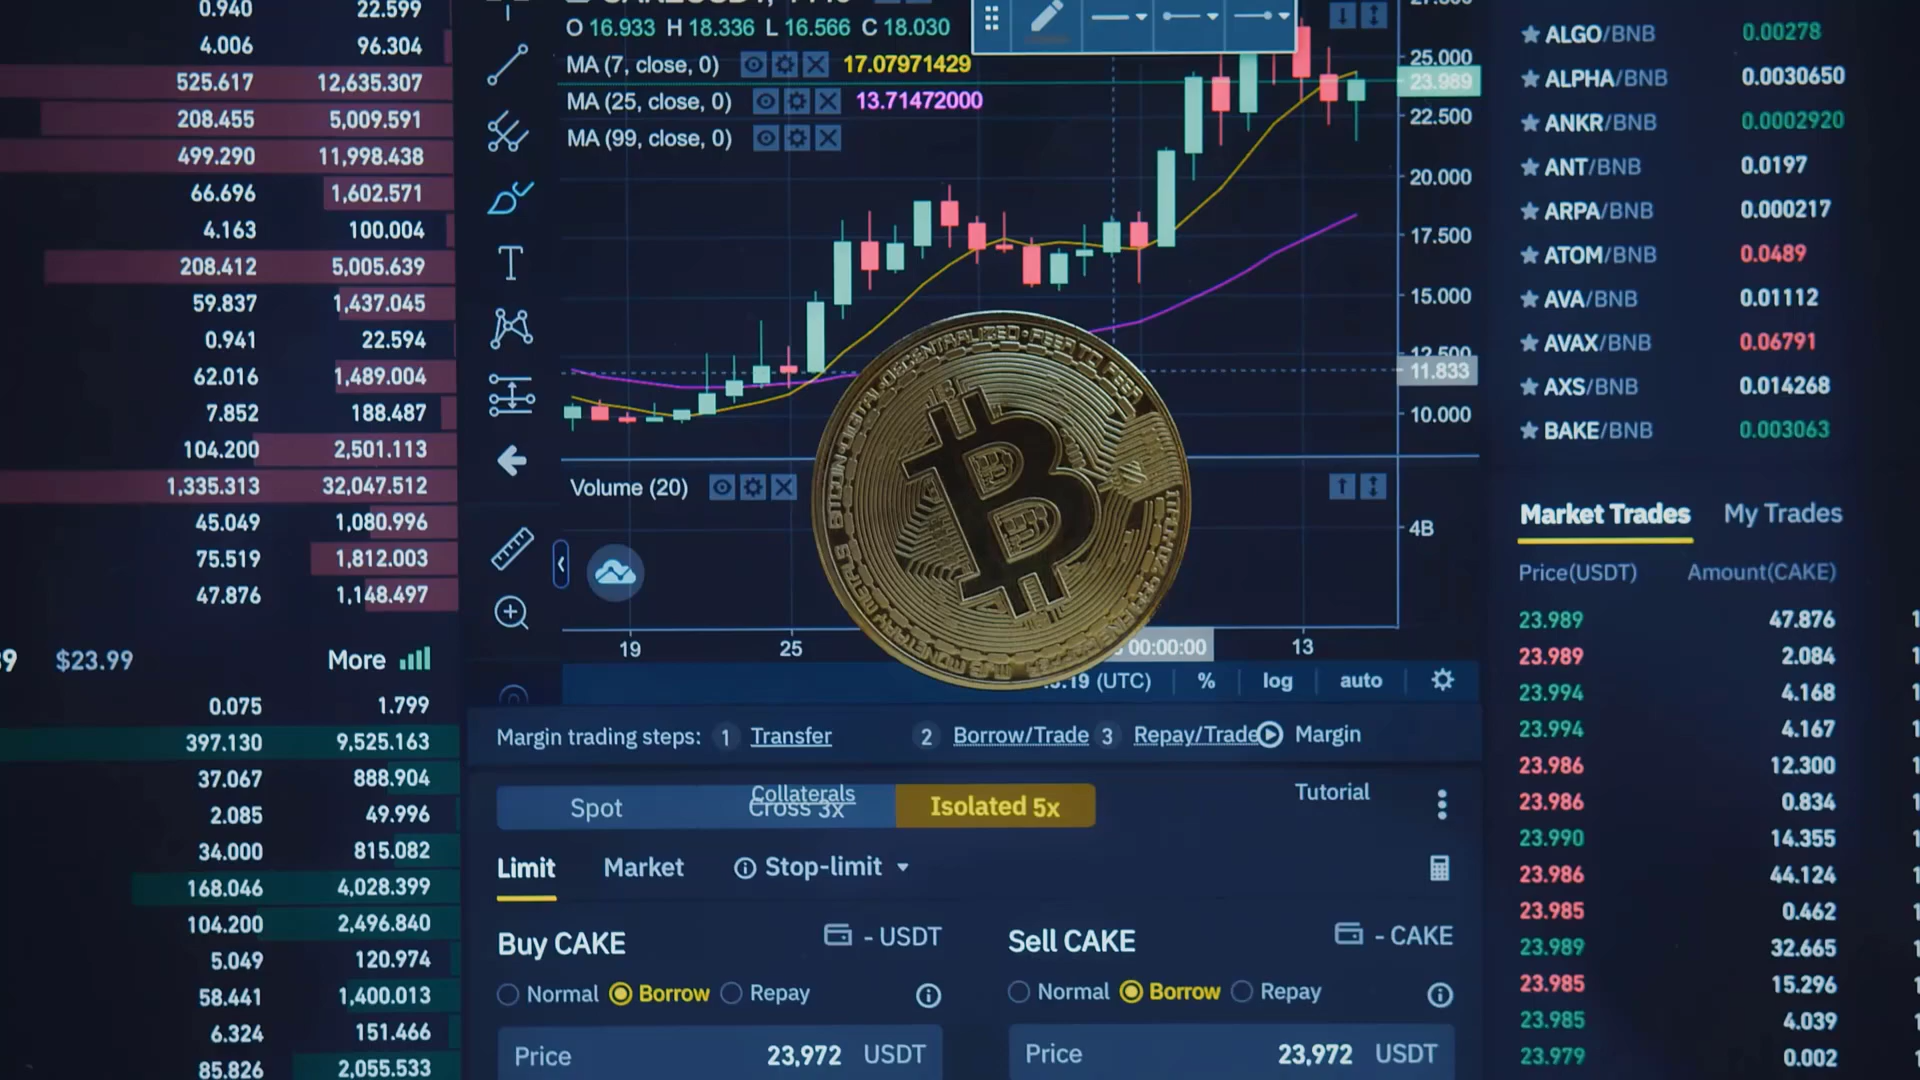 0.940 22.599
4.006 96.304
525.617 12,635.307
208.455 5,009.591
499.290 11,998.438
66.696 1,602.571
4.163 100.004
208.412 5,005.639
59.837 1,437.045
0.941 22.594
62.016 1,489.004
7.852 188.487
104.200 2,501.113
1,335.313 32,047.512
45.049 1,080.996
75.519 1,812.003
47.876 1,148.497
$23.99 More
0.075 1.799
397.130 9,525.163
37.067 888.904
2.085 49.996
34.000 815.082
168.046 4,028.399
104.200 2,496.840
5.049 120.974
58.441 1,400.013
6.324 151.466
85.826 2,055.533
O 16.933 H 18.336 L 16.566 C 18.030
MA (7, close, 0) 17.07971429
MA (25, close, 0) 13.71472000
MA (99, close, 0)
25.000
23.989
22.500
20.000
17.500
15.000
12.500
11.833
10.000
Volume (20)
4B
19 25 00:00:00 13
(UTC) % log auto
BITCOIN DIGITAL DECENTRALIZED PEER TO PEER
Margin trading steps: 1 Transfer 2 Borrow/Trade 3 Repay/Trade Margin
Collaterals Tutorial
Spot Cross 3x Isolated 5x
Limit Market Stop-limit
Buy CAKE - USDT Sell CAKE - CAKE
Normal Borrow Repay Normal Borrow Repay
Price 23,972 USDT Price 23,972 USDT
ALGO/BNB 0.00278
ALPHA/BNB 0.0030650
ANKR/BNB 0.0002920
ANT/BNB 0.0197
ARPA/BNB 0.000217
ATOM/BNB 0.0489
AVA/BNB 0.01112
AVAX/BNB 0.06791
AXS/BNB 0.014268
BAKE/BNB 0.003063
Market Trades My Trades
Price(USDT) Amount(CAKE)
23.989 47.876
23.989 2.084
23.994 4.168
23.994 4.167
23.986 12.300
23.986 0.834
23.990 14.355
23.986 44.124
23.985 0.462
23.989 32.665
23.985 15.296
23.985 4.039
23.979 0.002